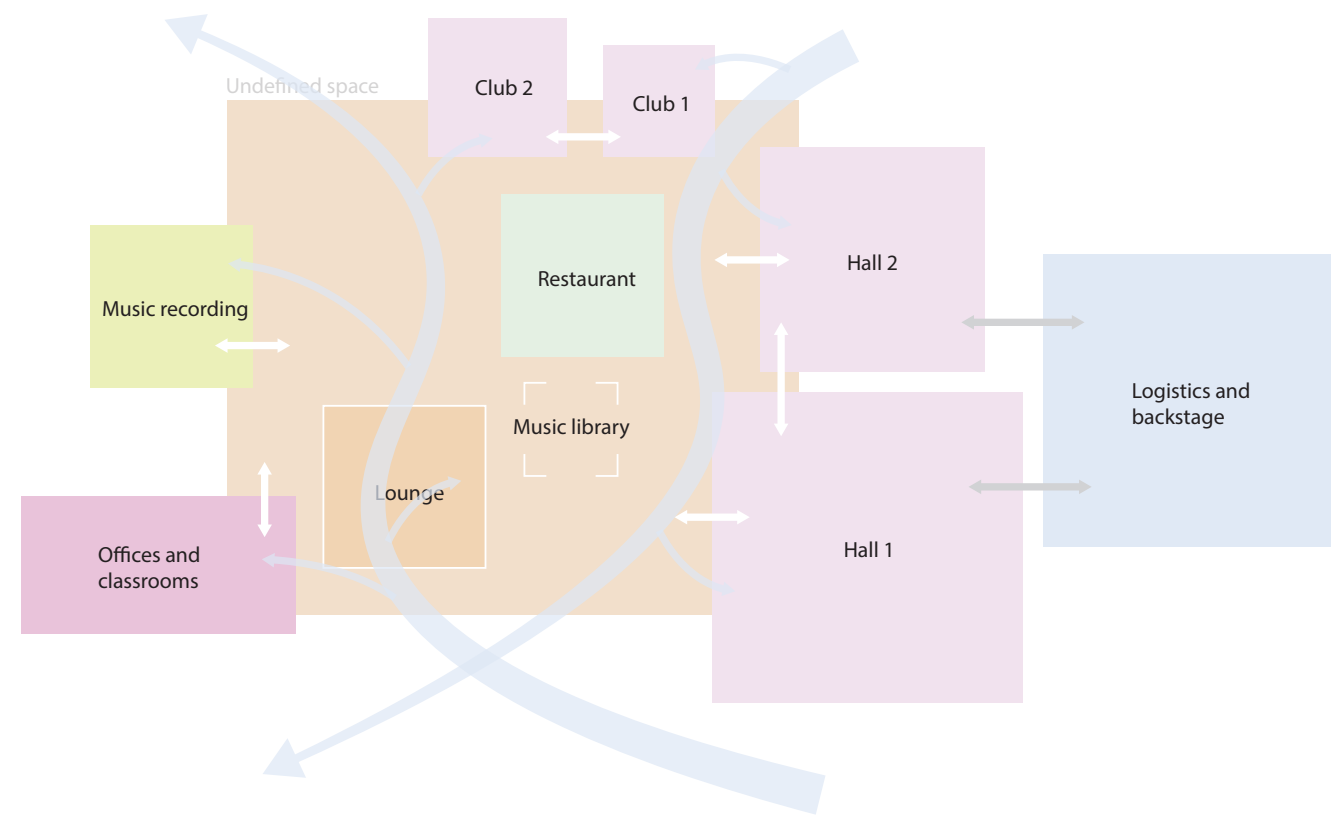 Undefined space
Club 2
Club 1
Hall 2
Restaurant
Music recording
Logistics and
backstage
Music library
Lounge
Hall 1
Offices and
classrooms